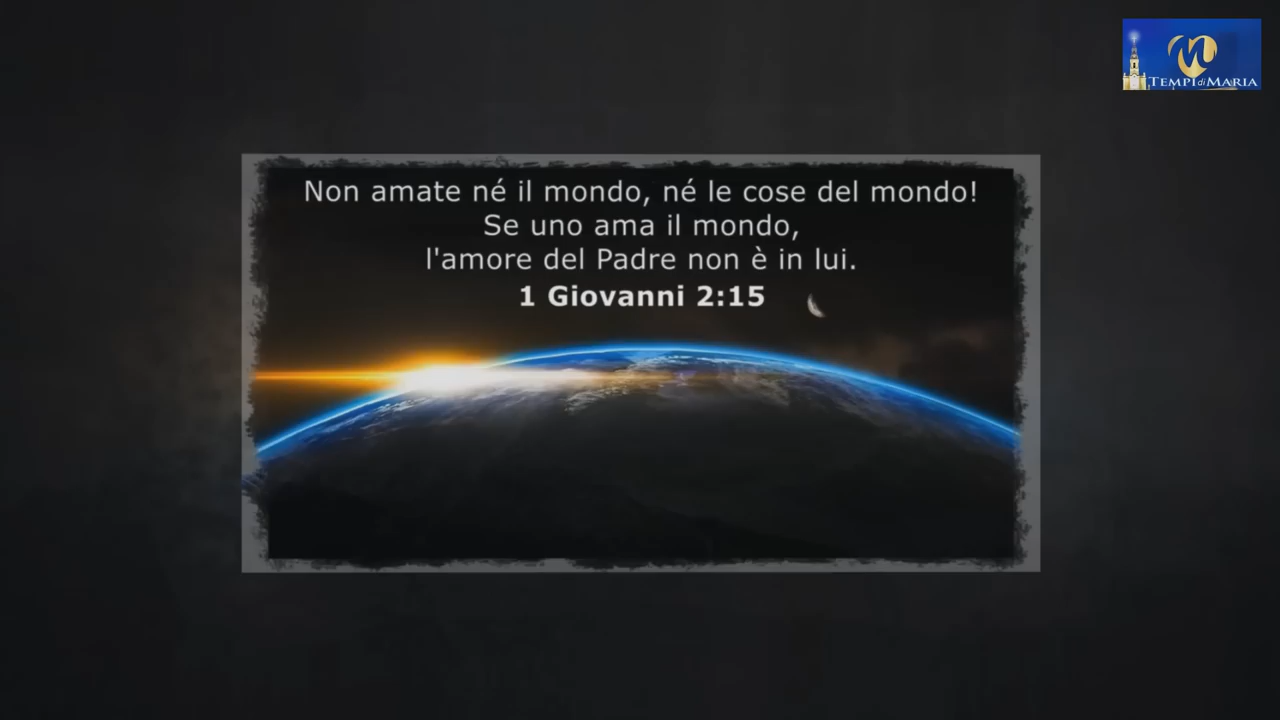 TEMPI di MARIA
Non amate né il mondo, né le cose del mondo!
Se uno ama il mondo,
l'amore del Padre non è in lui.
1 Giovanni 2:15